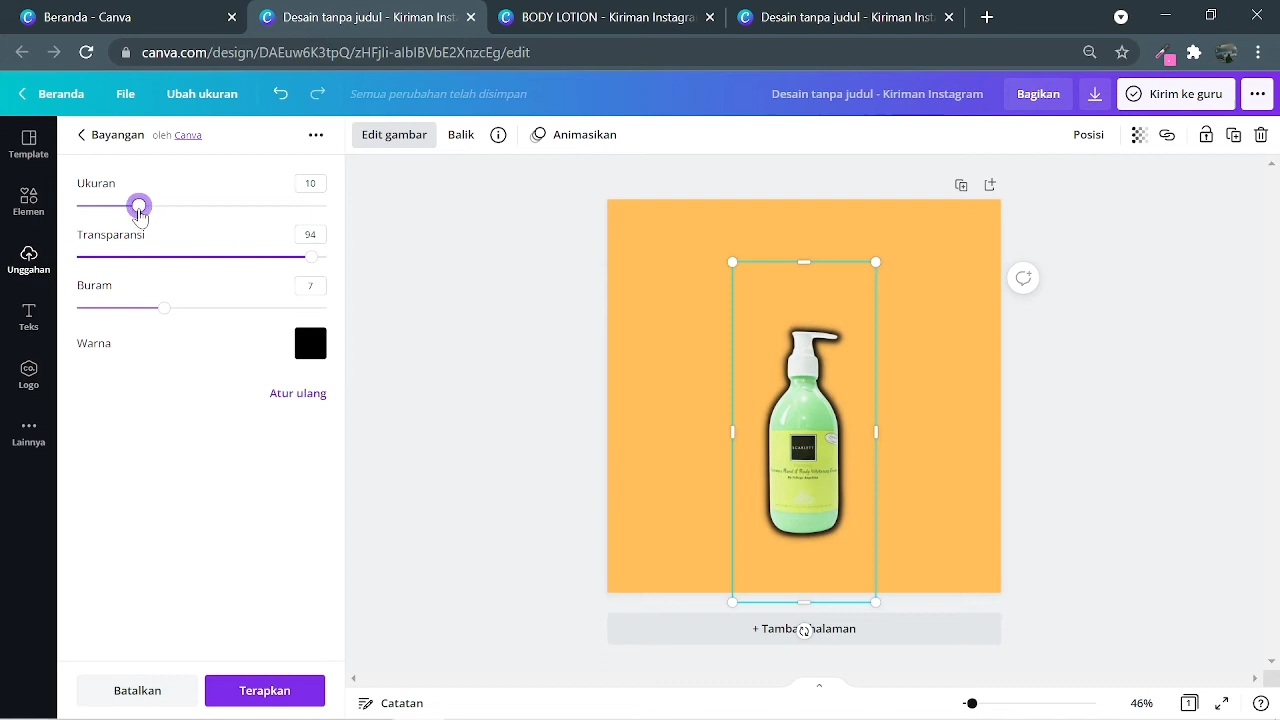 Beranda - Canva
Desain tanpa judul - Kiriman Inst
BODY LOTION - Kiriman Instagra
Desain tanpa judul - Kiriman Inst
canva.com/design/DAEuw6K3tpQ/zHFjIi-aIbIBVbE2XnzcEg/edit
Beranda
File
Ubah ukuran
Semua perubahan telah disimpan
Desain tanpa judul - Kiriman Instagram
Bagikan
Kirim ke guru
Template
Elemen
Unggahan
Teks
CO.
Logo
Lainnya
Bayangan oleh Canva
Edit gambar
Balik
Animasikan
Posisi
Ukuran
10
Transparansi
94
Buram
7
Warna
Atur ulang
Batalkan
Terapkan
SCARLETT
+ Tambah halaman
Catatan
46%
1